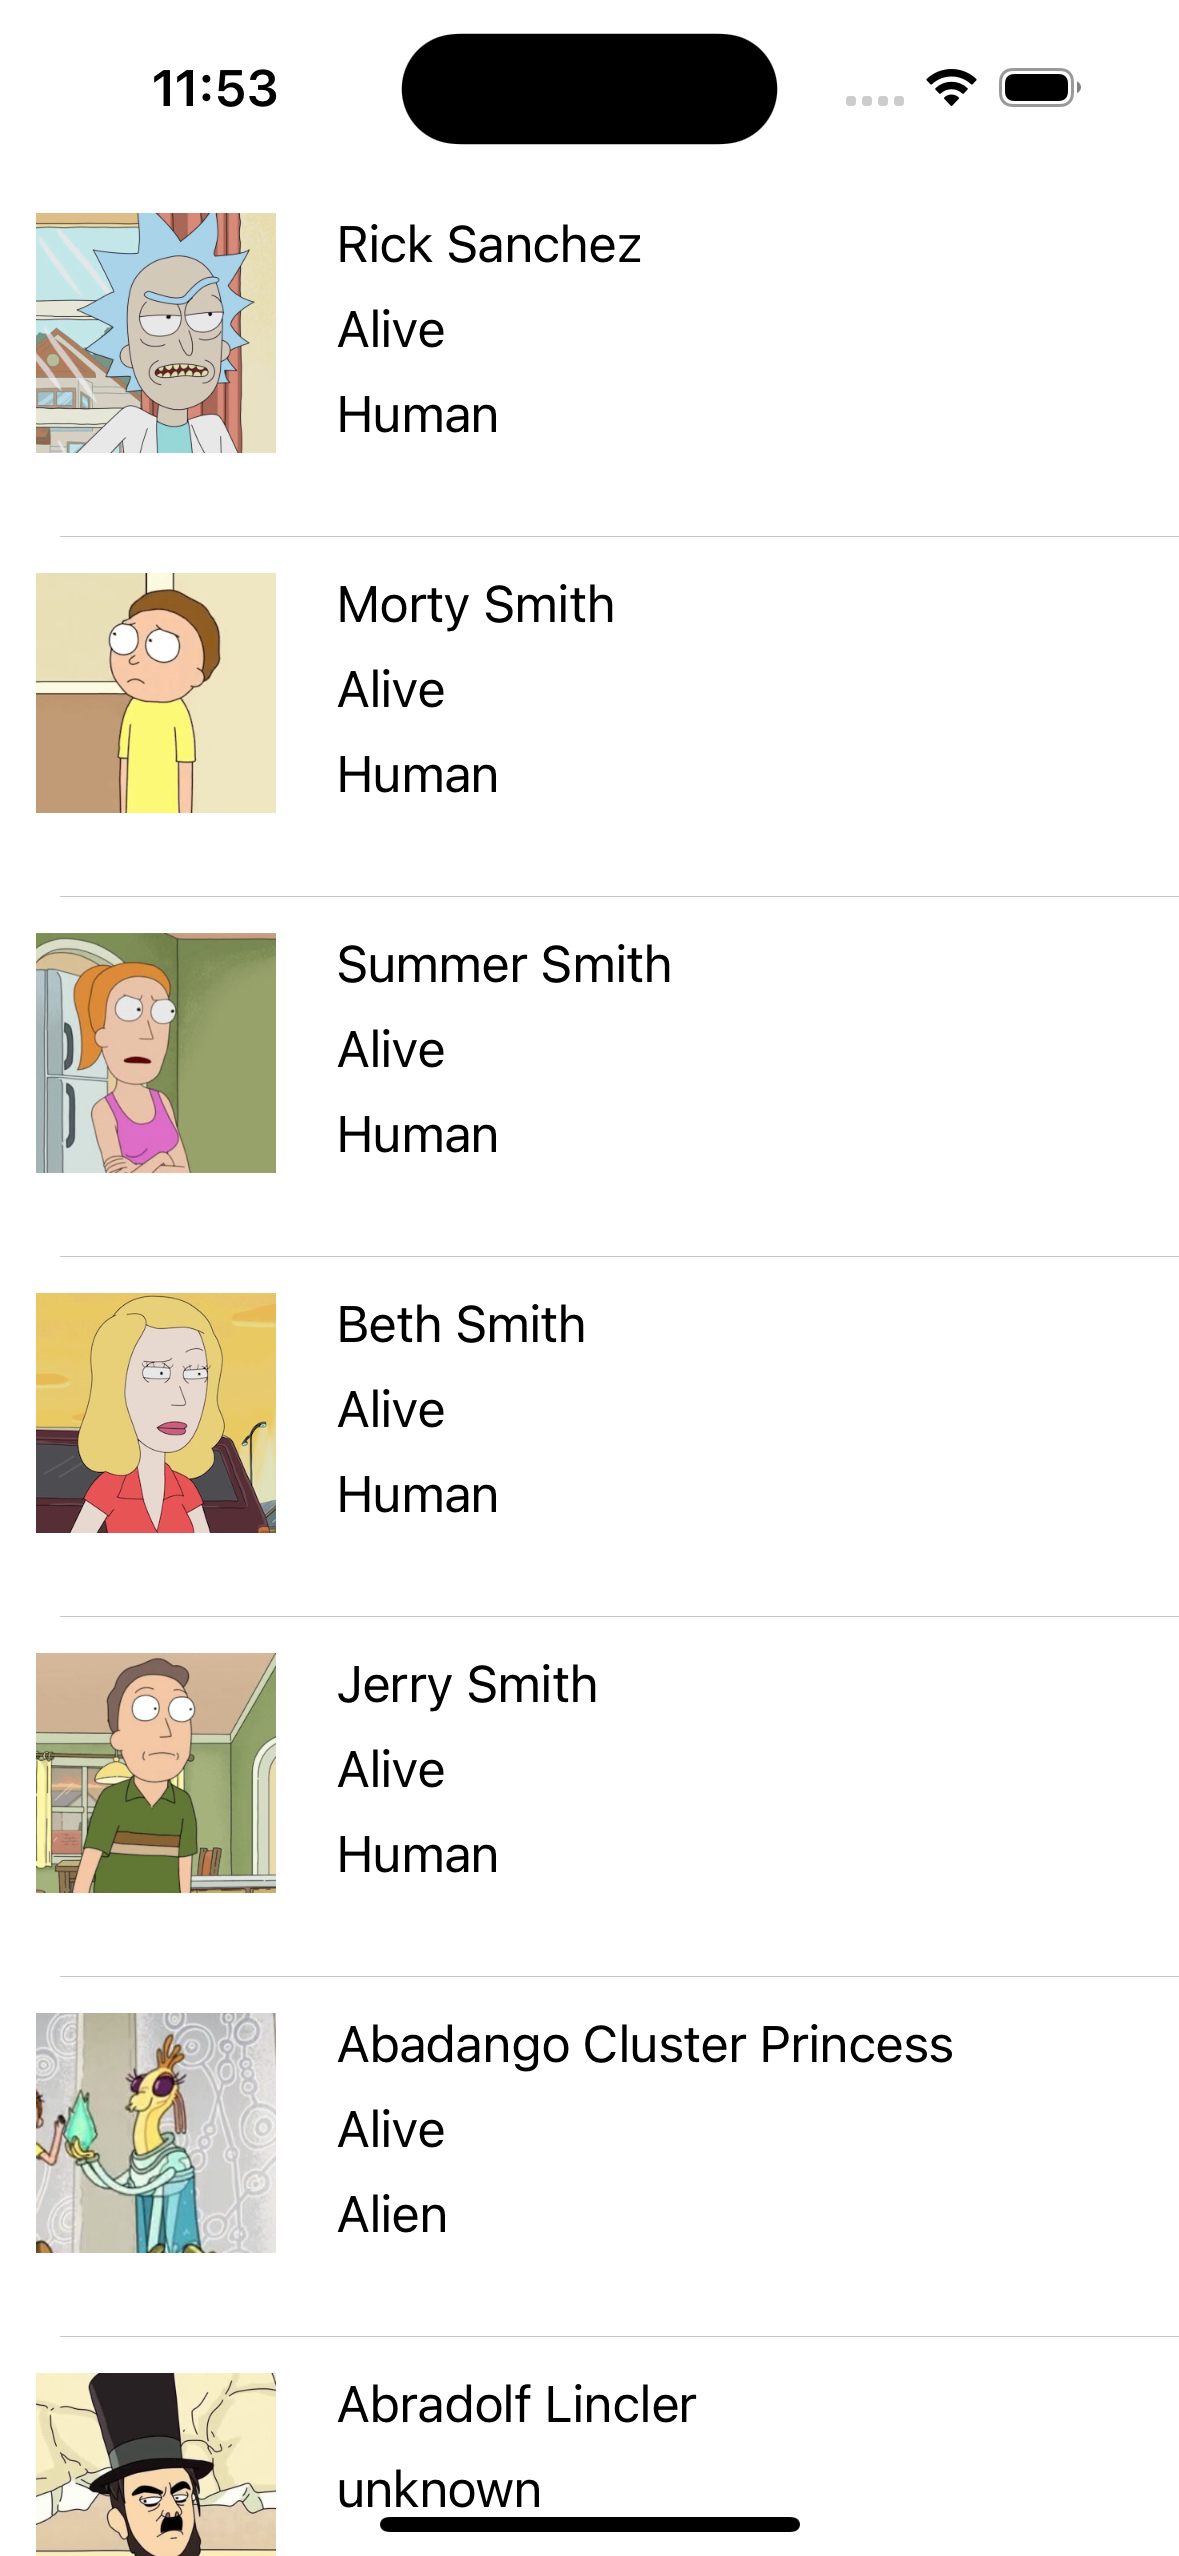 11:53
Rick Sanchez
Alive
Human
Morty Smith
Alive
Human
Summer Smith
Alive
Human
Beth Smith
Alive
Human
Jerry Smith
Alive
Human
Abadango Cluster Princess
Alive
Alien
Abradolf Lincler
unknown